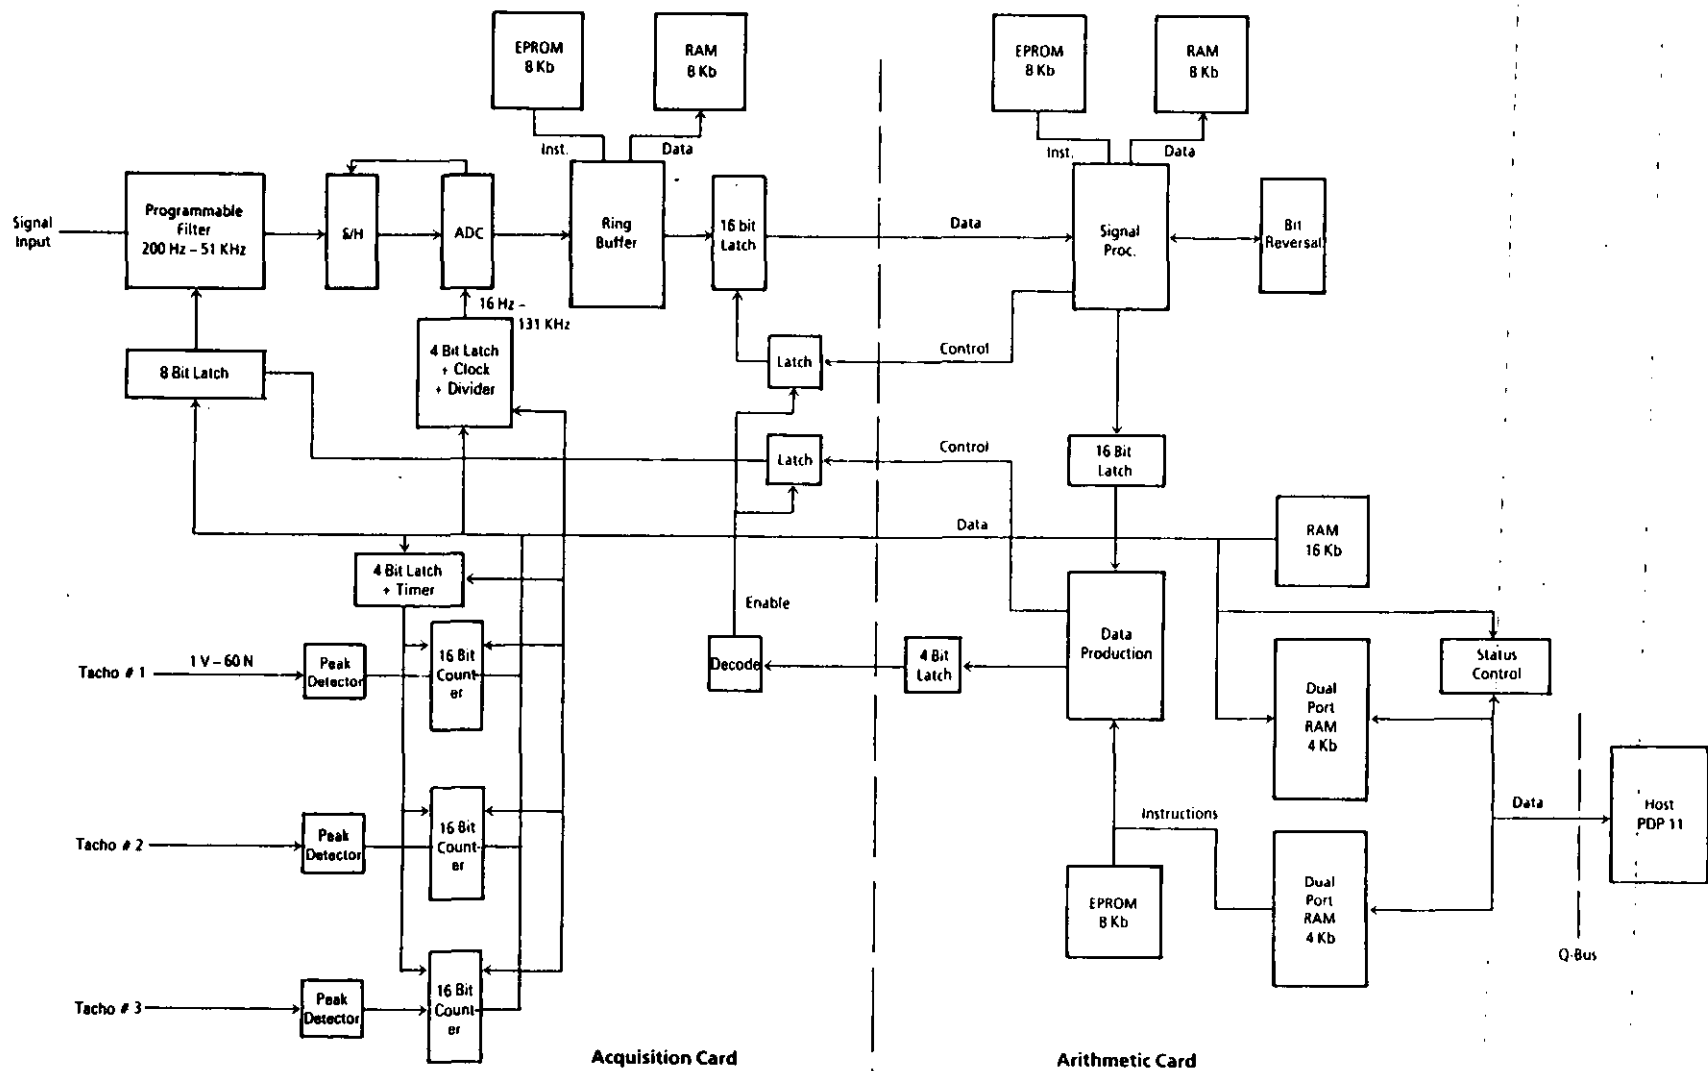 EPROM
8 Kb
RAM
8 Kb
EPROM
8 Kb
RAM
8 Kb
Inst.
Data
Inst.
Data
Signal
Input
Programmable
Filter
200 Hz – 51 KHz
S/H
ADC
Ring
Buffer
16 bit
Latch
Data
Signal
Proc.
Bit
Reversal
16 Hz –
131 KHz
8 Bit Latch
4 Bit Latch
+ Clock
+ Divider
Latch
Control
Latch
Control
16 Bit
Latch
Data
RAM
16 Kb
4 Bit Latch
+ Timer
Enable
Tacho # 1
1 V – 60 N
Peak
Detector
16 Bit
Count
er
Decode
4 Bit
Latch
Data
Production
Status
Control
Dual
Port
RAM
4 Kb
Tacho # 2
Peak
Detector
16 Bit
Count-
er
Instructions
Data
Host
PDP 11
EPROM
8 Kb
Dual
Port
RAM
4 Kb
Q-Bus
Tacho # 3
Peak
Detector
16 Bit
Count
er
Acquisition Card
Arithmetic Card